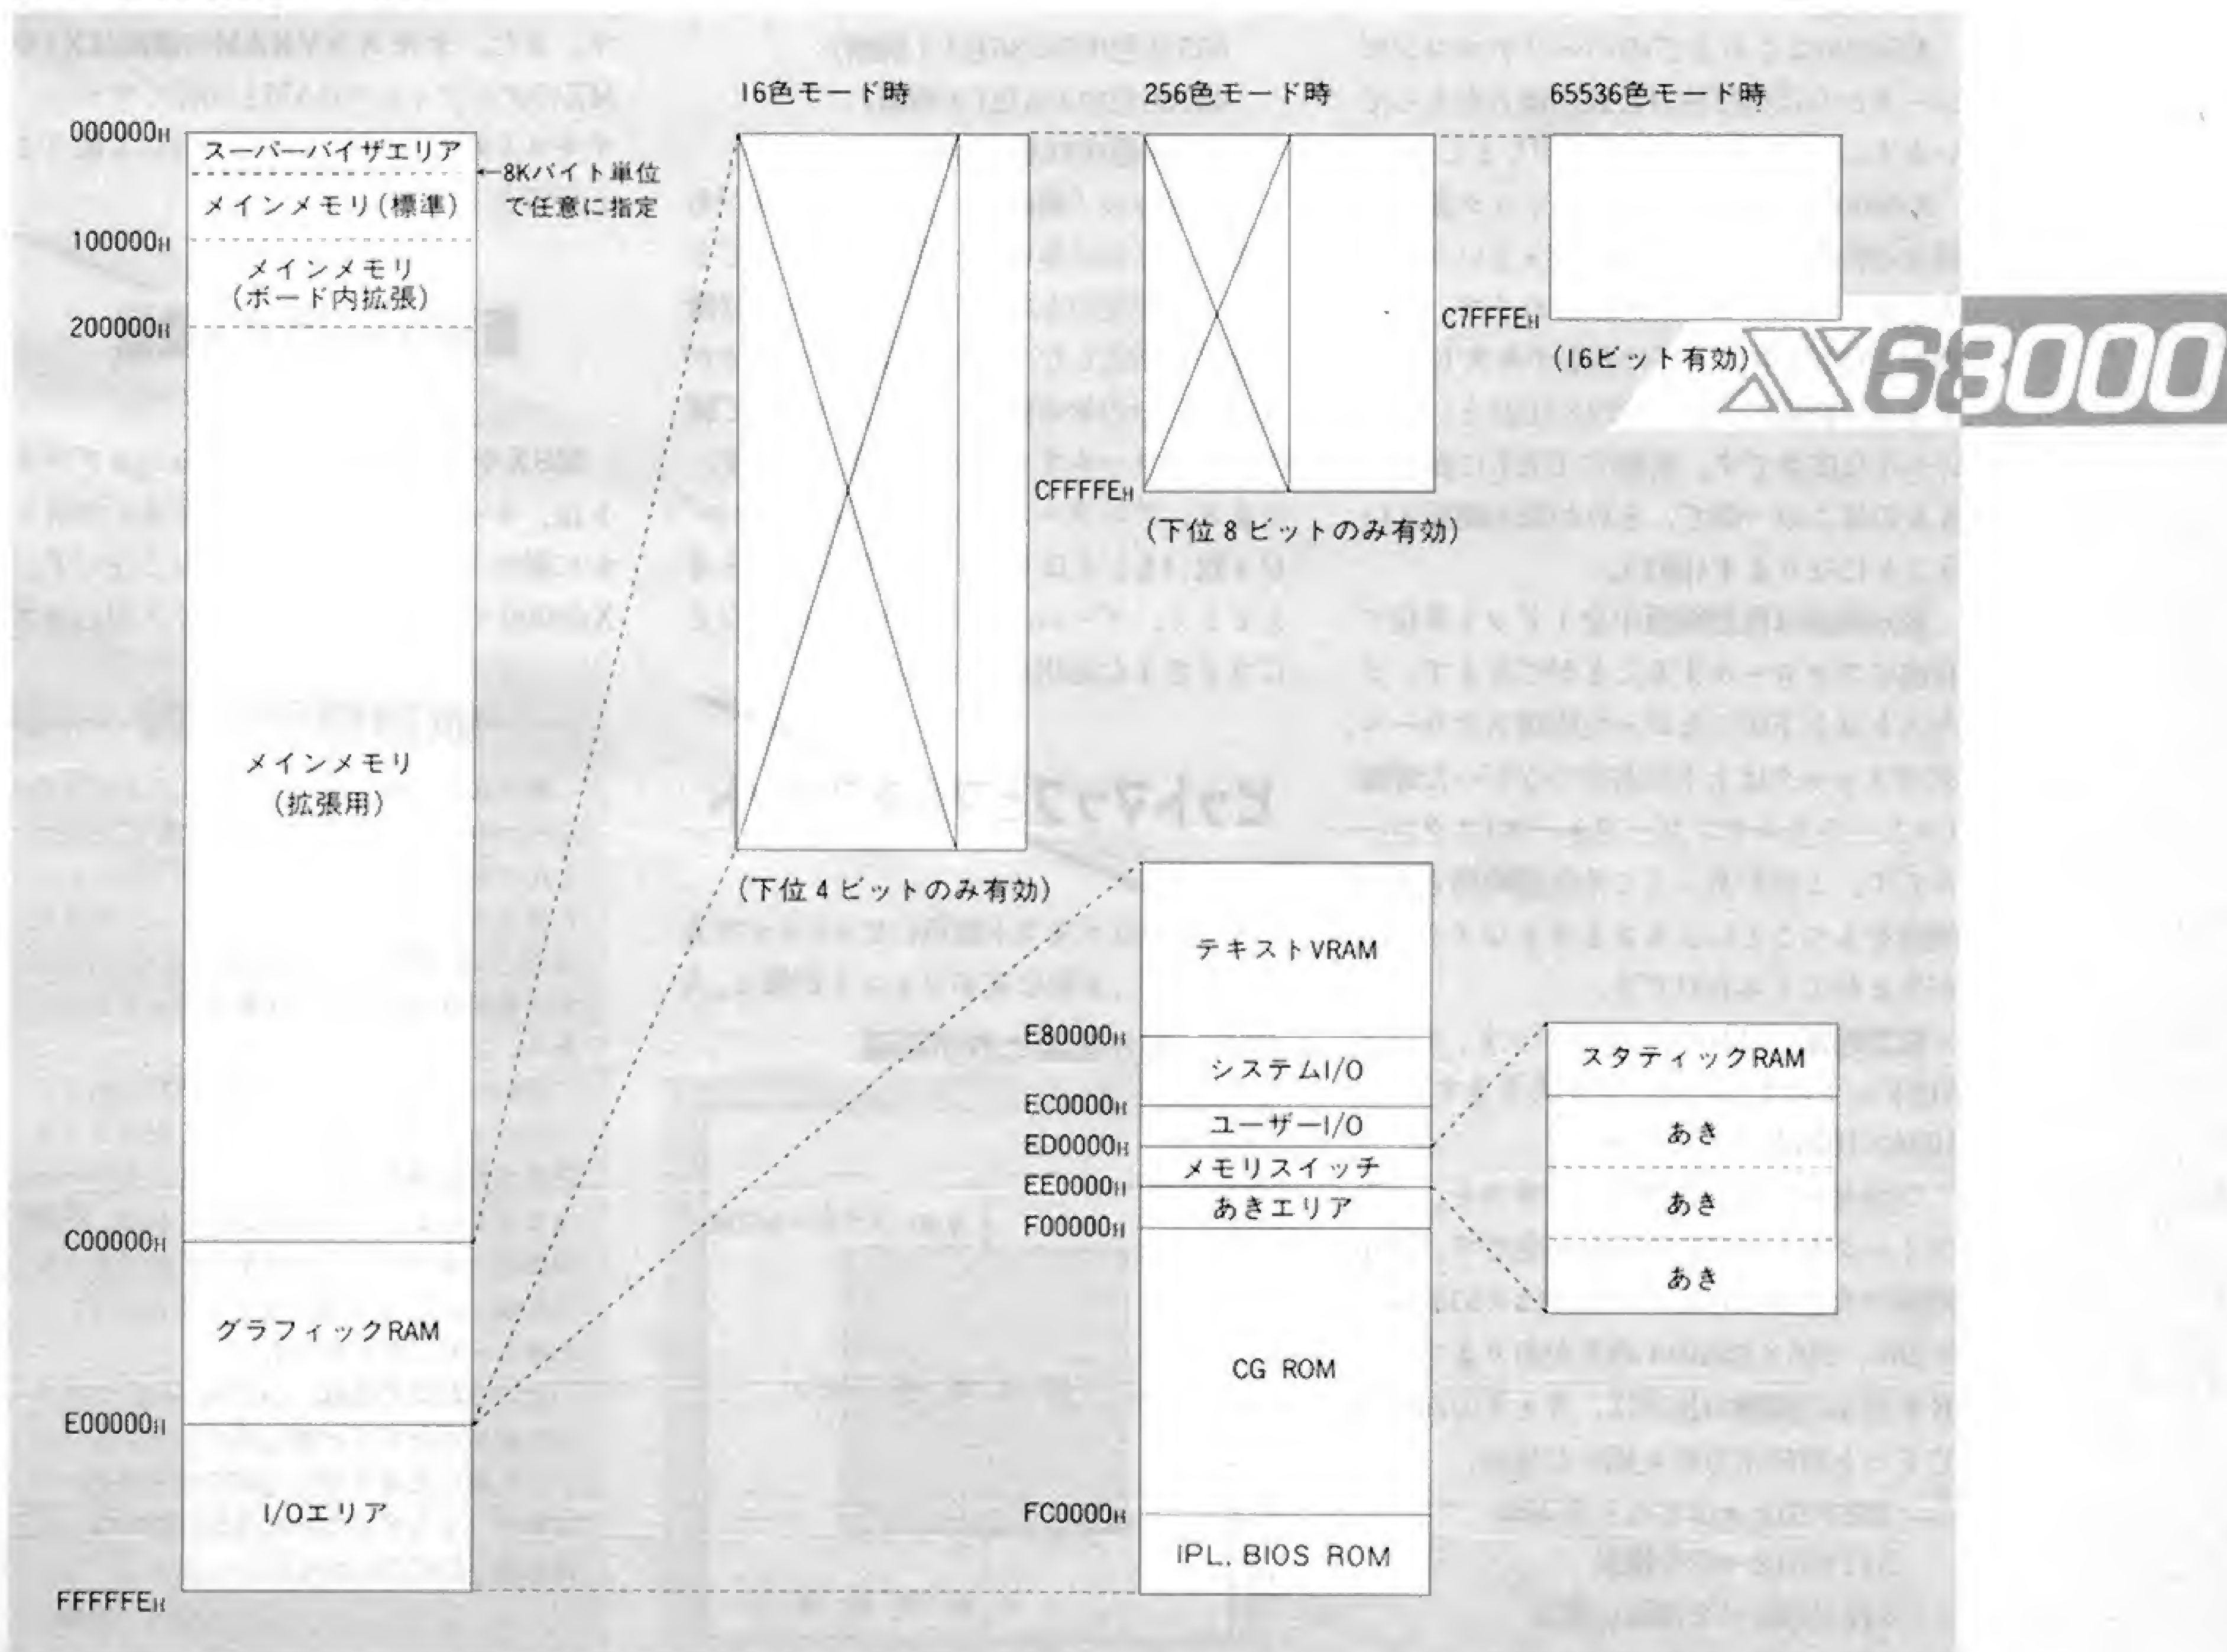 000000H
スーパーバイザエリア
←8Kバイト単位
で任意に指定
メインメモリ(標準)
100000H
メインメモリ
(ボード内拡張)
200000H
メインメモリ
(拡張用)
C00000H
グラフィックRAM
E00000H
I/Oエリア
FFFFFEH
16色モード時
(下位4ビットのみ有効)
256色モード時
CFFFFEH
(下位8ビットのみ有効)
65536色モード時
C7FFFEH
(16ビット有効)
X68000
テキストVRAM
E80000H
システムI/O
EC0000H
ユーザーI/O
ED0000H
メモリスイッチ
EE0000H
あきエリア
F00000H
CG ROM
FC0000H
IPL, BIOS ROM
スタティックRAM
あき
あき
あき